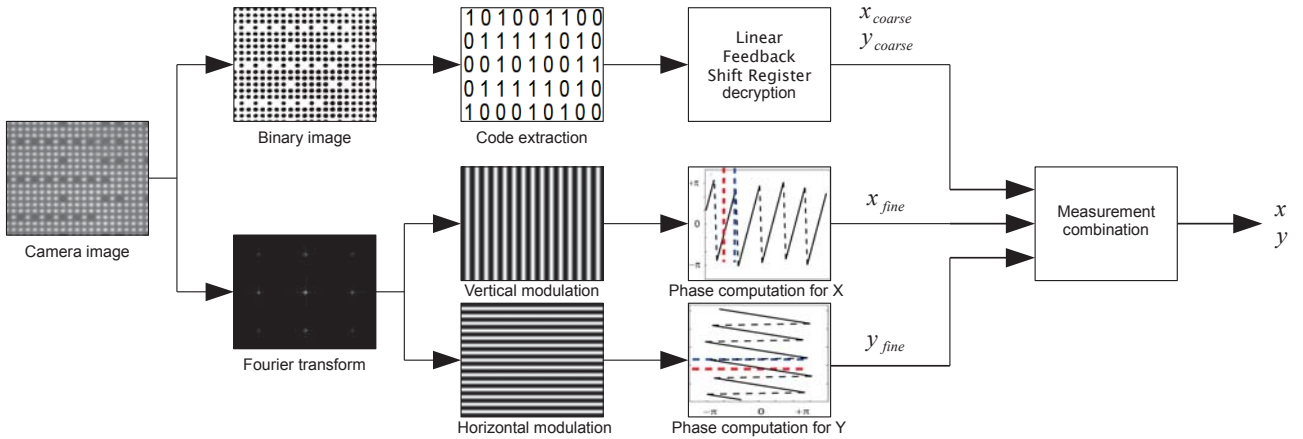 1 0 1 0 0 1 1 0 0
0 1 1 1 1 1 0 1 0
0 0 1 0 1 0 0 1 1
0 1 1 1 1 1 0 1 0
1 0 0 0 1 0 1 0 0
Linear
Feedback
Shift Register
decryption
x coarse
y coarse
Binary image
Code extraction
Camera image
+π
0
−π
x fine
Measurement
combination
x
y
Vertical modulation
Phase computation for X
Fourier transform
y fine
−π 0 +π
Horizontal modulation
Phase computation for Y